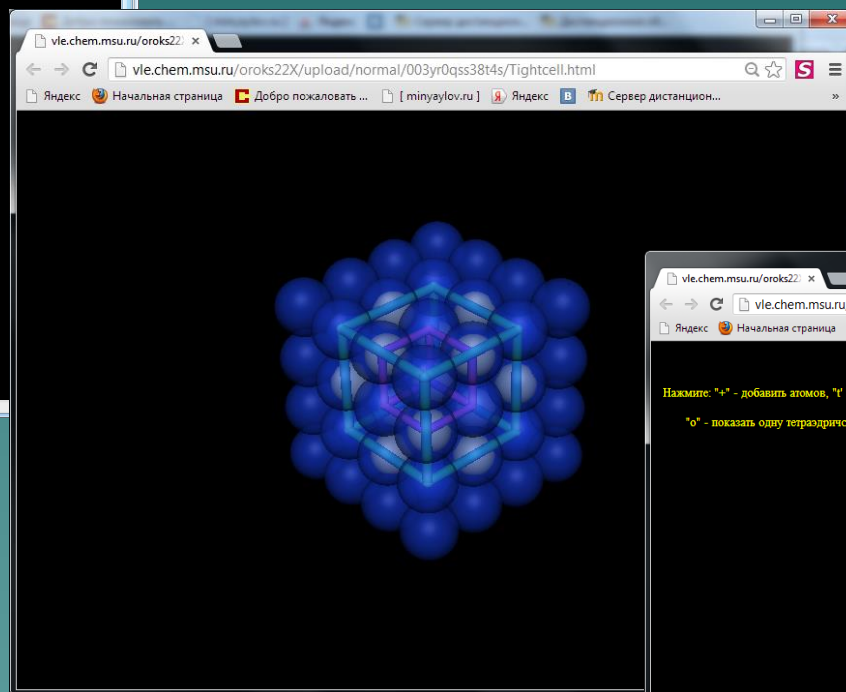 vle.chem.msu.ru/oroks22
vle.chem.msu.ru/oroks22X/upload/normal/003yr0qss38t4s/Tightcell.html
Яндекс Начальная страница Добро пожаловать ... [ minyaylov.ru ] Яндекс Сервер дистанцион... »
vle.chem.msu.ru/oroks22
vle.chem.msu.ru/
Яндекс Начальная страница
Нажмите: "+" - добавить атомов, "t'
"o" - показать одну тетраэдричс